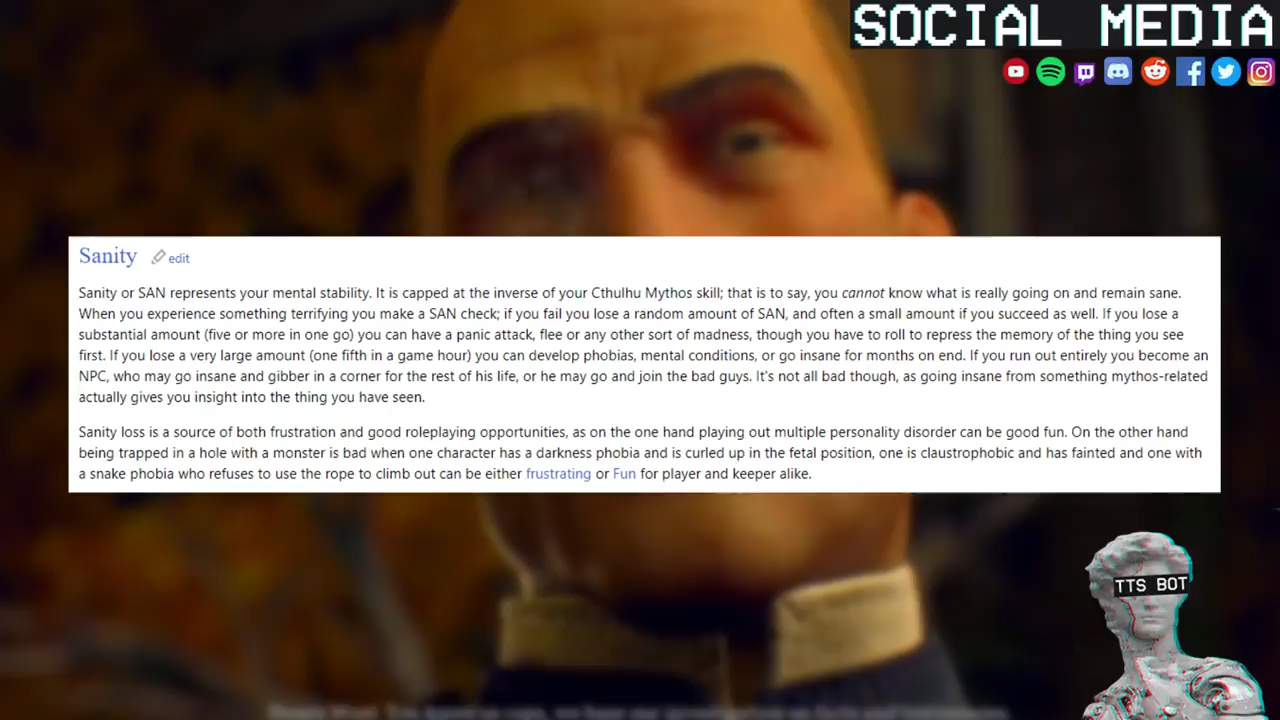 SOCIAL MEDIA
Sanity edit
Sanity or SAN represents your mental stability. It is capped at the inverse of your Cthulhu Mythos skill; that is to say, you cannot know what is really going on and remain sane.
When you experience something terrifying you make a SAN check; if you fail you lose a random amount of SAN, and often a small amount if you succeed as well. If you lose a
substantial amount (five or more in one go) you can have a panic attack, flee or any other sort of madness, though you have to roll to repress the memory of the thing you see
first. If you lose a very large amount (one fifth in a game hour) you can develop phobias, mental conditions, or go insane for months on end. If you run out entirely you become an
NPC, who may go insane and gibber in a corner for the rest of his life, or he may go and join the bad guys. It's not all bad though, as going insane from something mythos-related
actually gives you insight into the thing you have seen.
Sanity loss is a source of both frustration and good roleplaying opportunities, as on the one hand playing out multiple personality disorder can be good fun. On the other hand
being trapped in a hole with a monster is bad when one character has a darkness phobia and is curled up in the fetal position, one is claustrophobic and has fainted and one with
a snake phobia who refuses to use the rope to climb out can be either frustrating or Fun for player and keeper alike.
TTS BOT